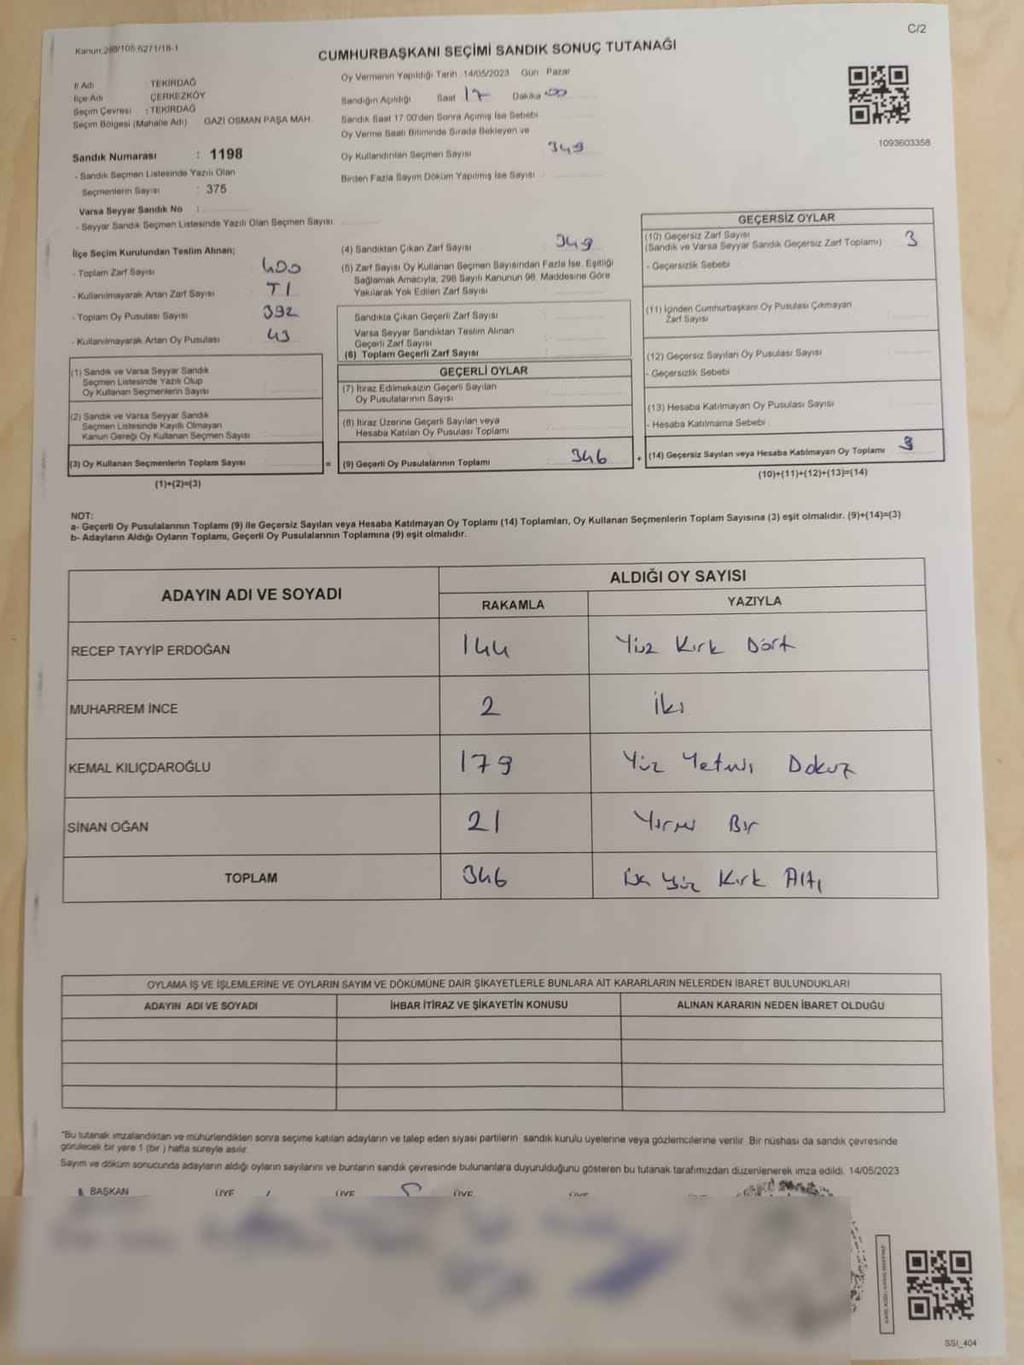 Kanun:298/105.6271/18-1
C/2
CUMHURBAŞKANI SEÇİMİ SANDIK SONUÇ TUTANAĞI
İl Adı TEKİRDAĞ
İlçe Adı ÇERKEZKÖY
Seçim Çevresi : TEKİRDAĞ
Seçim Bölgesi (Mahalle Adı) GAZİ OSMAN PAŞA MAH.
Sandık Numarası : 1198
- Sandık Seçmen Listesinde Yazılı Olan
Seçmenlerin Sayısı : 375
Varsa Seyyar Sandık No :
- Seyyar Sandık Seçmen Listesinde Yazılı Olan Seçmen Sayısı
Oy Vermenin Yapıldığı Tarih 14/05/2023 Gün Pazar
Sandığın Açıldığı Saat 17 Dakika 00
Sandık Saat 17:00'den Sonra Açılmış İse Sebebi
Oy Verme Saati Bitiminde Sırada Bekleyen ve
Oy Kullandırılan Seçmen Sayısı 349
Birden Fazla Sayım Döküm Yapılmış İse Sayısı
1093603358
İlçe Seçim Kurulundan Teslim Alınan;
- Toplam Zarf Sayısı 400
- Kullanılmayarak Artan Zarf Sayısı
- Toplam Oy Pusulası Sayısı 392
- Kullanılmayarak Artan Oy Pusulası 43
(4) Sandıktan Çıkan Zarf Sayısı 349
(5) Zarf Sayısı Oy Kullanan Seçmen Sayısından Fazla İse, Eşitliği
Sağlamak Amacıyla, 298 Sayılı Kanunun 98. Maddesine Göre
Yakılarak Yok Edilen Zarf Sayısı
Sandıkta Çıkan Geçerli Zarf Sayısı
Varsa Seyyar Sandıktan Teslim Alınan
Geçerli Zarf Sayısı
(6) Toplam Geçerli Zarf Sayısı
GEÇERSİZ OYLAR
(10) Geçersiz Zarf Sayısı 3
(Sandık ve Varsa Seyyar Sandık Geçersiz Zarf Toplamı)
- Geçersizlik Sebebi
(11) İçinden Cumhurbaşkanı Oy Pusulası Çıkmayan
Zarf Sayısı
(12) Geçersiz Sayılan Oy Pusulası Sayısı
- Geçersizlik Sebebi
(13) Hesaba Katılmayan Oy Pusulası Sayısı
- Hesaba Katılmama Sebebi
(14) Geçersiz Sayılan veya Hesaba Katılmayan Oy Toplamı 3
(10)+(11)+(12)+(13)=(14)
(1) Sandık ve Varsa Seyyar Sandık
Seçmen Listesinde Yazılı Olup
Oy Kullanan Seçmenlerin Sayısı
(2) Sandık ve Varsa Seyyar Sandık
Seçmen Listesinde Kayıtlı Olmayan
Kanun Gereği Oy Kullanan Seçmen Sayısı
(3) Oy Kullanan Seçmenlerin Toplam Sayısı =
(1)+(2)=(3)
GEÇERLİ OYLAR
(7) İtiraz Edilmeksizin Geçerli Sayılan
Oy Pusulalarının Sayısı
(8) İtiraz Üzerine Geçerli Sayılan veya
Hesaba Katılan Oy Pusulası Toplamı
(9) Geçerli Oy Pusulalarının Toplamı 346 +
NOT:
a- Geçerli Oy Pusulalarının Toplamı (9) ile Geçersiz Sayılan veya Hesaba Katılmayan Oy Toplamı (14) Toplamları, Oy Kullanan Seçmenlerin Toplam Sayısına (3) eşit olmalıdır. (9)+(14)=(3)
b- Adayların Aldığı Oyların Toplamı, Geçerli Oy Pusulalarının Toplamına (9) eşit olmalıdır.
ADAYIN ADI VE SOYADI ALDIĞI OY SAYISI
RAKAMLA YAZIYLA
RECEP TAYYİP ERDOĞAN 144 Yüz Kırk Dört
MUHARREM İNCE 2 İki
KEMAL KILIÇDAROĞLU 179 Yüz Yetmiş Dokuz
SİNAN OĞAN 21 Yirmi Bir
TOPLAM 346 Üç Yüz Kırk Altı
OYLAMA İŞ VE İŞLEMLERİNE VE OYLARIN SAYIM VE DÖKÜMÜNE DAİR ŞİKAYETLERLE BUNLARA AİT KARARLARIN NELERDEN İBARET BULUNDUKLARI
ADAYIN ADI VE SOYADI İHBAR İTİRAZ VE ŞİKAYETİN KONUSU ALINAN KARARIN NEDEN İBARET OLDUĞU
"Bu tutanak imzalandıktan ve mühürlendikten sonra seçime katılan adayların ve talep eden siyasi partilerin sandık kurulu üyelerine veya gözlemcilerine verilir. Bir nüshası da sandık çevresinde
görülecek bir yere 1 (bir ) hafta süreyle asılır.
Sayım ve döküm sonucunda adayların aldığı oyların sayılarını ve bunların sandık çevresinde bulunanlara duyurulduğunu gösteren bu tutanak tarafımızdan düzenlenerek imza edildi. 14/05/2023
BAŞKAN ÜYE ÜYE ÜYE
SSI_404